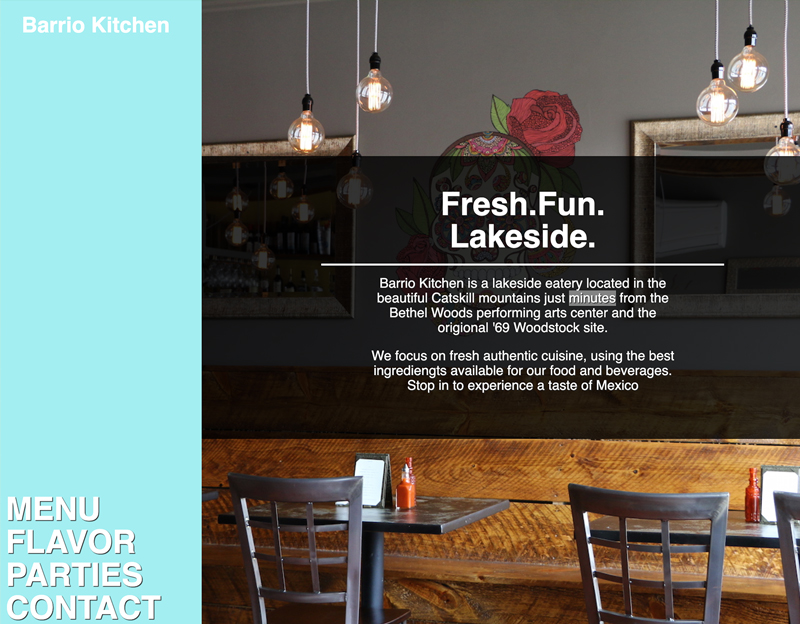 Barrio Kitchen
Fresh.Fun.
Lakeside.
Barrio Kitchen is a lakeside eatery located in the
beautiful Catskill mountains just minutes from the
Bethel Woods performing arts center and the
origional '69 Woodstock site.
We focus on fresh authentic cuisine, using the best
ingrediengts available for our food and beverages.
Stop in to experience a taste of Mexico
MENU
FLAVOR
PARTIES
CONTACT